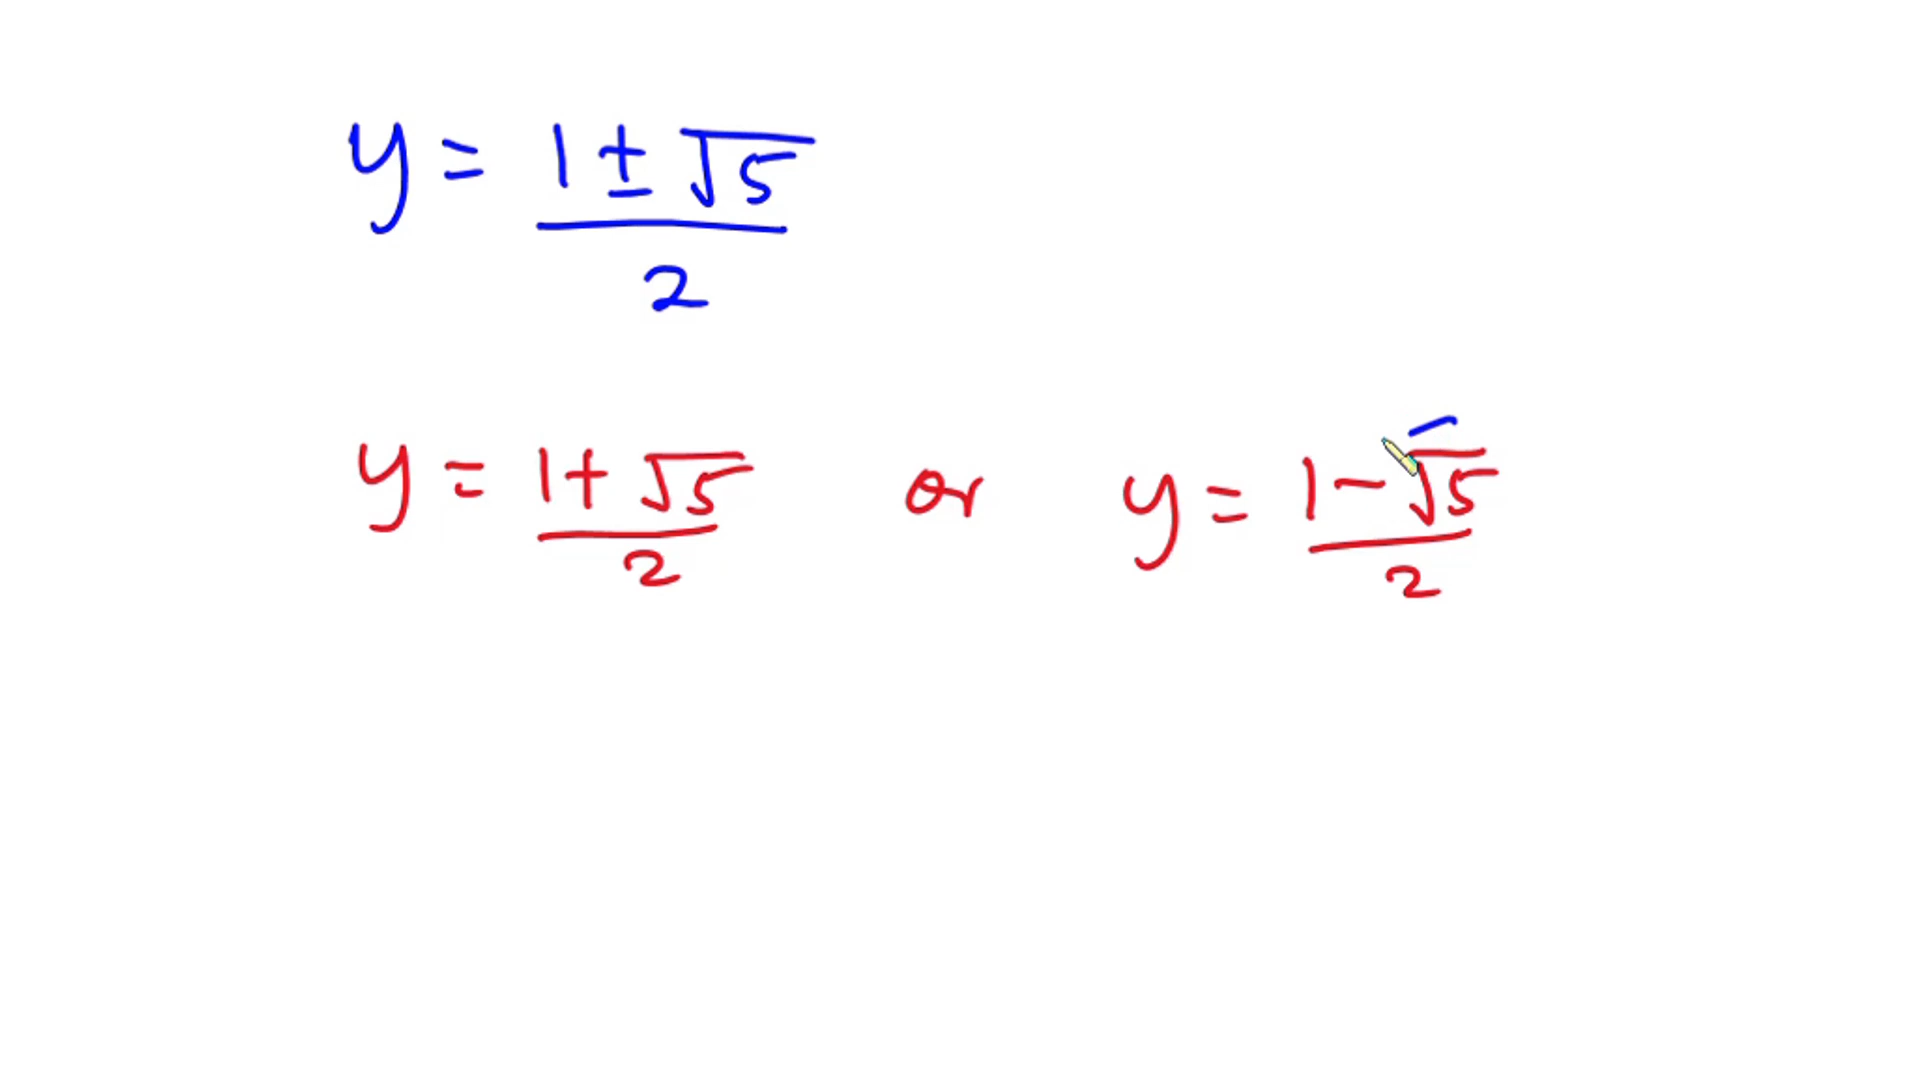 y = (1 ± √5)/2
y = (1 + √5)/2 or y = (1 − √5)/2